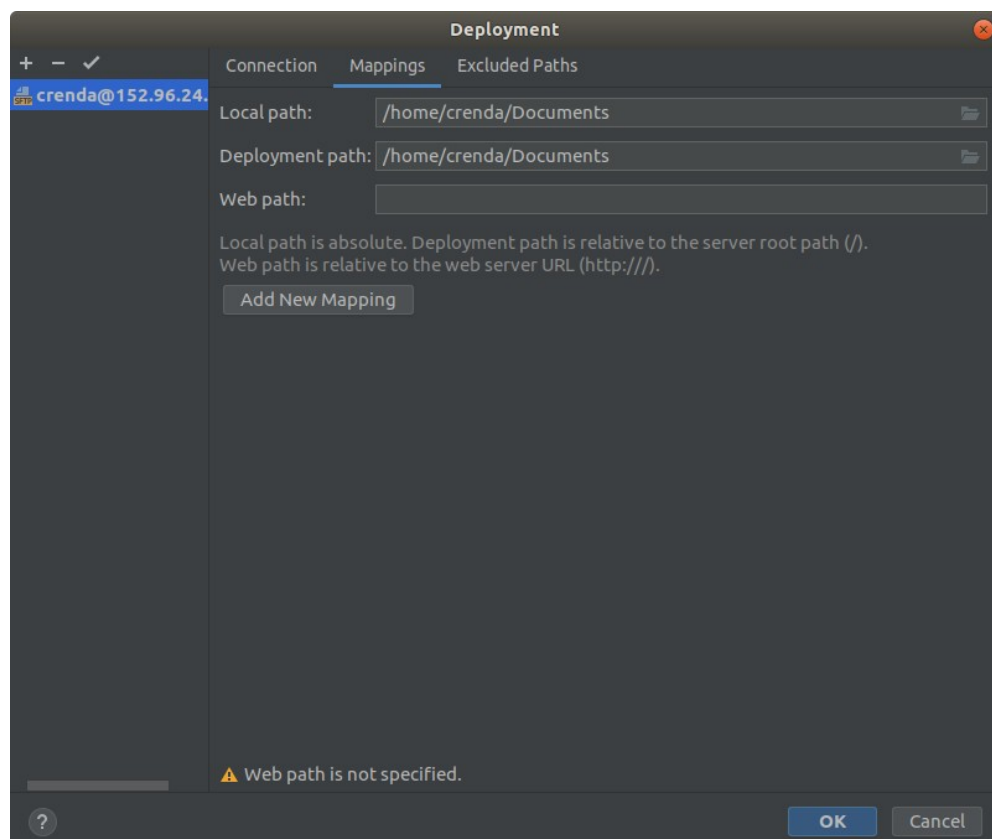 Deployment
Connection Mappings Excluded Paths
SFTP crenda@152.96.24.
Local path: /home/crenda/Documents
Deployment path: /home/crenda/Documents
Web path:
Local path is absolute. Deployment path is relative to the server root path (/).
Web path is relative to the web server URL (http:///).
Add New Mapping
Web path is not specified.
? OK Cancel